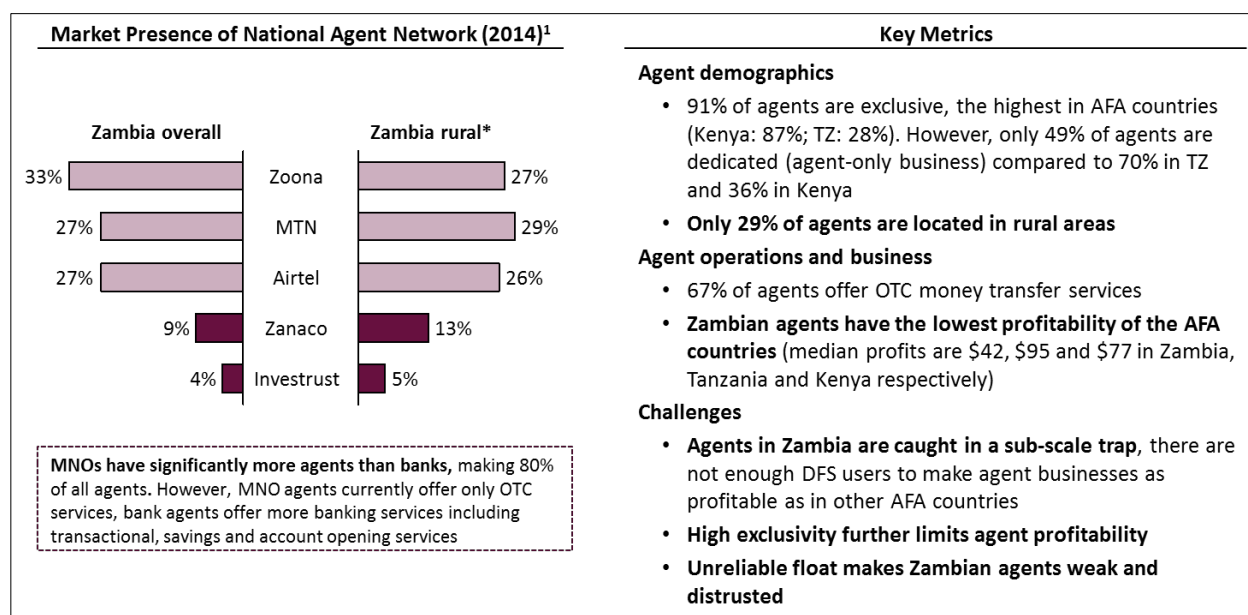 Market Presence of National Agent Network (2014)1
Zambia overall
Zambia rural*
33%
Zoona
27%
27%
MTN
29%
27%
Airtel
26%
9%
Zanaco
13%
4%
Investrust
5%
MNOs have significantly more agents than banks, making 80%
of all agents. However, MNO agents currently offer only OTC
services, bank agents offer more banking services including
transactional, savings and account opening services
Key Metrics
Agent demographics
• 91% of agents are exclusive, the highest in AFA countries
(Kenya: 87%; TZ: 28%). However, only 49% of agents are
dedicated (agent-only business) compared to 70% in TZ
and 36% in Kenya
• Only 29% of agents are located in rural areas
Agent operations and business
• 67% of agents offer OTC money transfer services
• Zambian agents have the lowest profitability of the AFA
countries (median profits are $42, $95 and $77 in Zambia,
Tanzania and Kenya respectively)
Challenges
• Agents in Zambia are caught in a sub-scale trap, there are
not enough DFS users to make agent businesses as
profitable as in other AFA countries
• High exclusivity further limits agent profitability
• Unreliable float makes Zambian agents weak and
distrusted